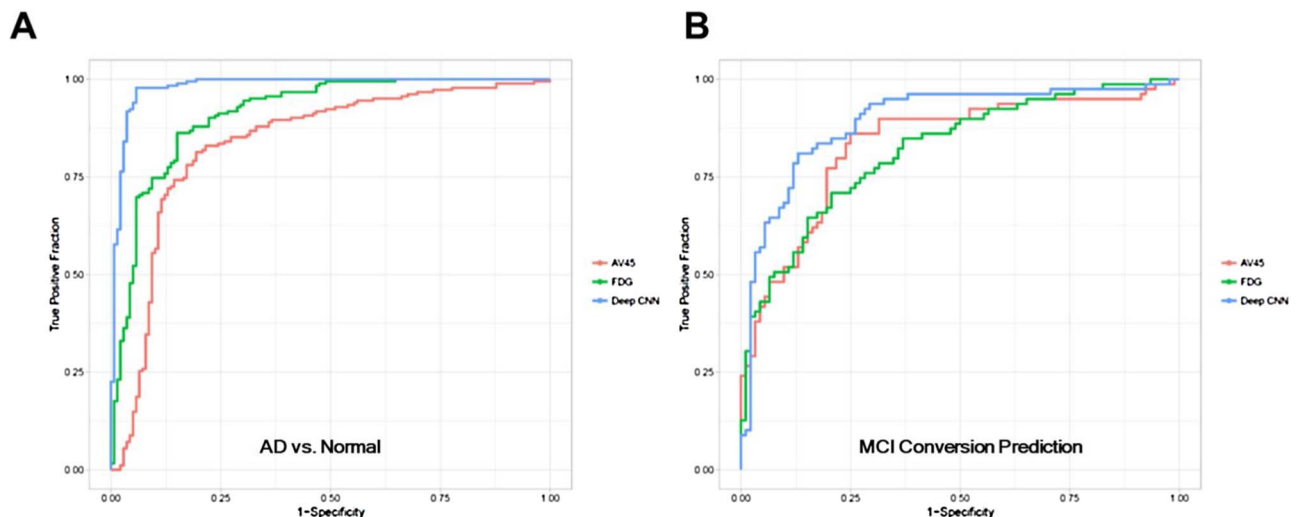 A
True Positive Fraction
1.00
0.75
0.50
0.25
0.00
AD vs. Normal
0.00 0.25 0.50 0.75 1.00
1-Specificity
AV45
FDG
Deep CNN
B
True Positive Fraction
1.00
0.75
0.50
0.25
0.00
MCI Conversion Prediction
0.00 0.25 0.50 0.75 1.00
1-Specificity
AV45
FDG
Deep CNN